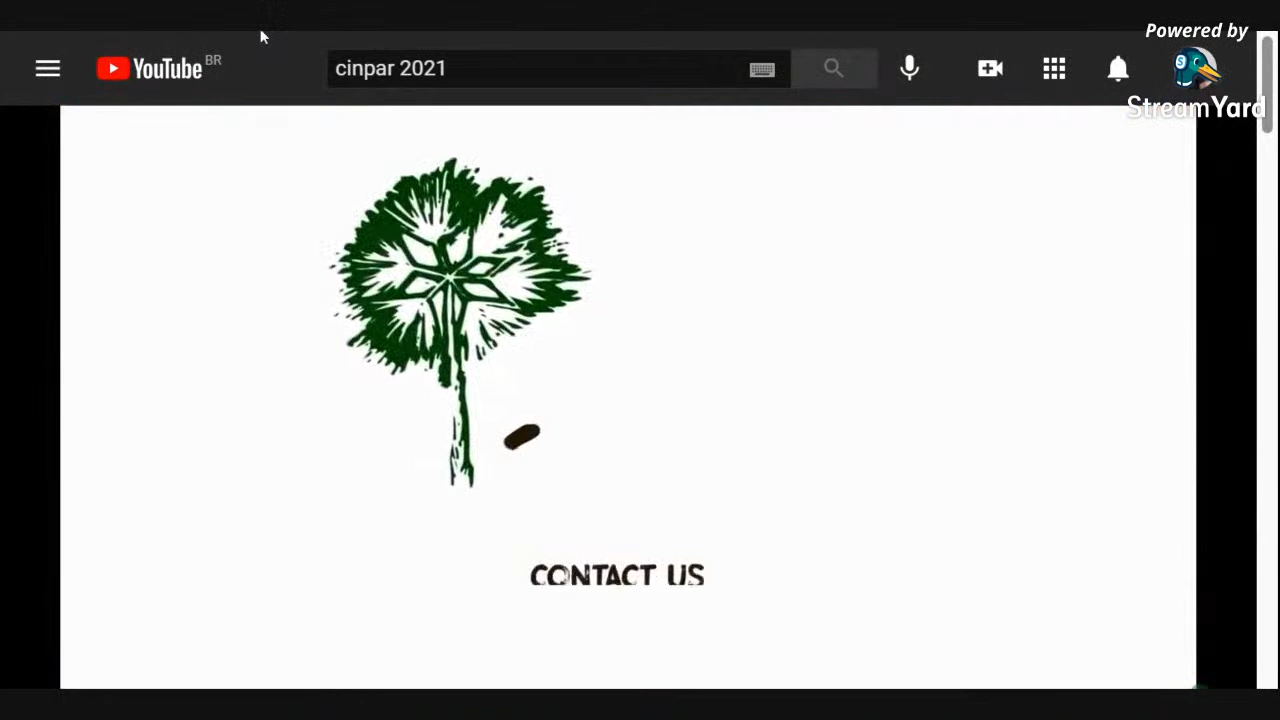 Powered by
YouTube BR
cinpar 2021
StreamYard
CONTACT US